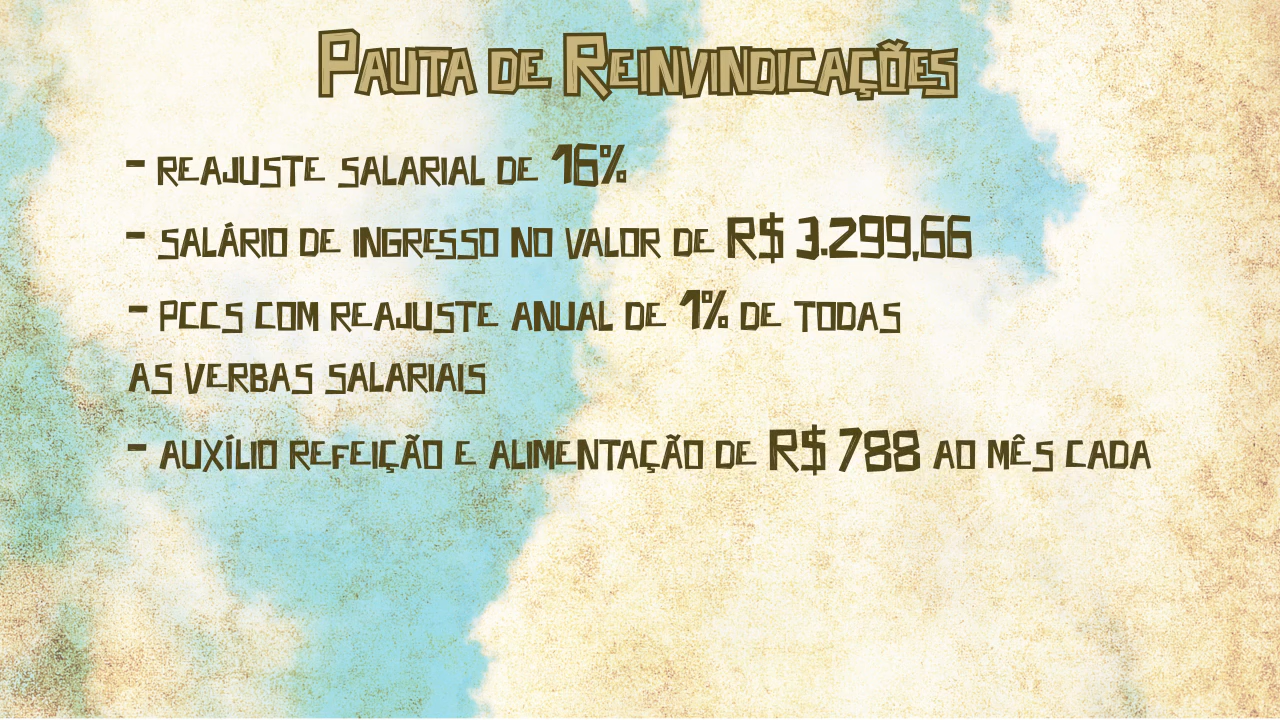 Pauta de Reinvindicações
- reajuste salarial de 16%
- salário de ingresso no valor de R$ 3.299,66
- PCCS com reajuste anual de 1% de todas
as verbas salariais
- auxílio refeição e alimentação de R$ 788 ao mês cada